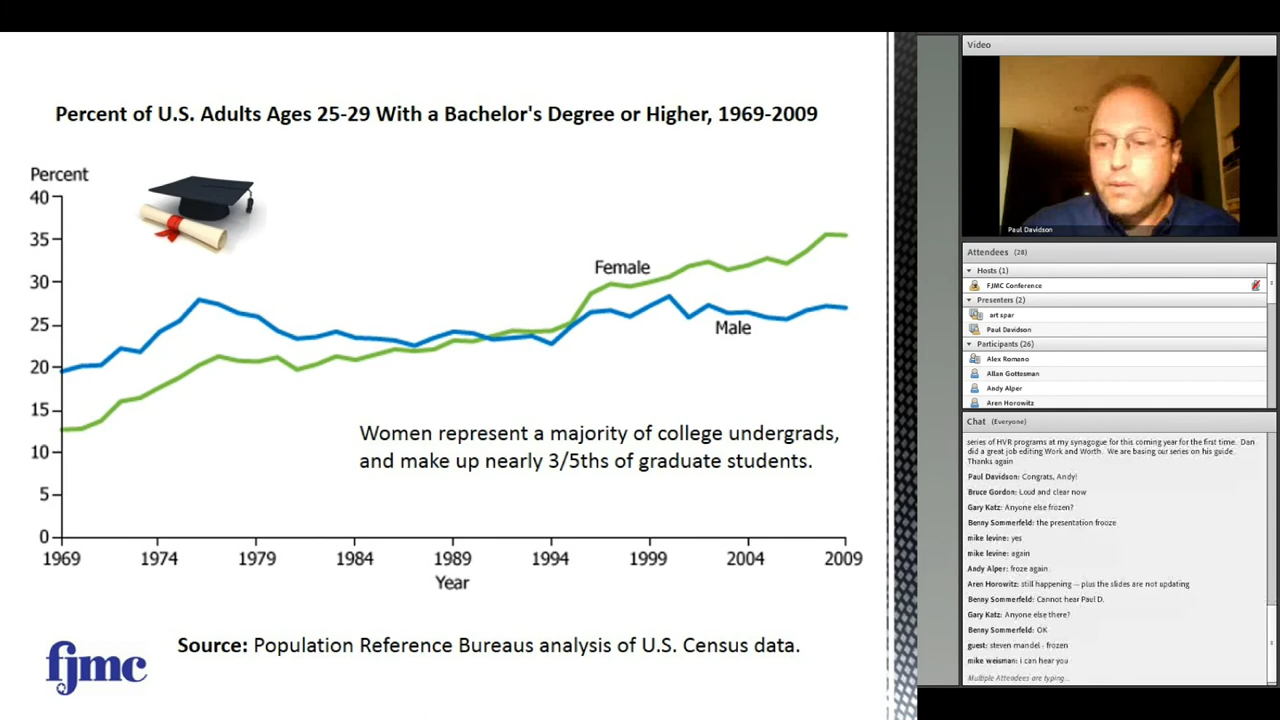 Percent of U.S. Adults Ages 25-29 With a Bachelor's Degree or Higher, 1969-2009
Percent
40
35
30
25
20
15
10
5
0
Female
Male
Women represent a majority of college undergrads,
and make up nearly 3/5ths of graduate students.
1969 1974 1979 1984 1989 1994 1999 2004 2009
Year
Source: Population Reference Bureaus analysis of U.S. Census data.
fjmc
Video
Paul Davidson
Attendees (28)
Hosts (1)
FJMC Conference
Presenters (2)
art spar
Paul Davidson
Participants (26)
Alex Romano
Allan Gottesman
Andy Alper
Aren Horowitz
Chat (Everyone)
series of HVR programs at my synagogue for this coming year for the first time. Dan
did a great job editing Work and Worth. We are basing our series on his guide.
Thanks again
Paul Davidson: Congrats, Andy!
Bruce Gordon: Loud and clear now
Gary Katz: Anyone else frozen?
Benny Sommerfeld: the presentation frooze
mike levine: yes
mike levine: again
Andy Alper: froze again
Aren Horowitz: still happening -- plus the slides are not updating
Benny Sommerfeld: Cannot hear Paul D.
Gary Katz: Anyone else there?
Benny Sommerfeld: OK
guest: steven mandel - frozen
mike weisman: i can hear you
Multiple Attendees are typing...